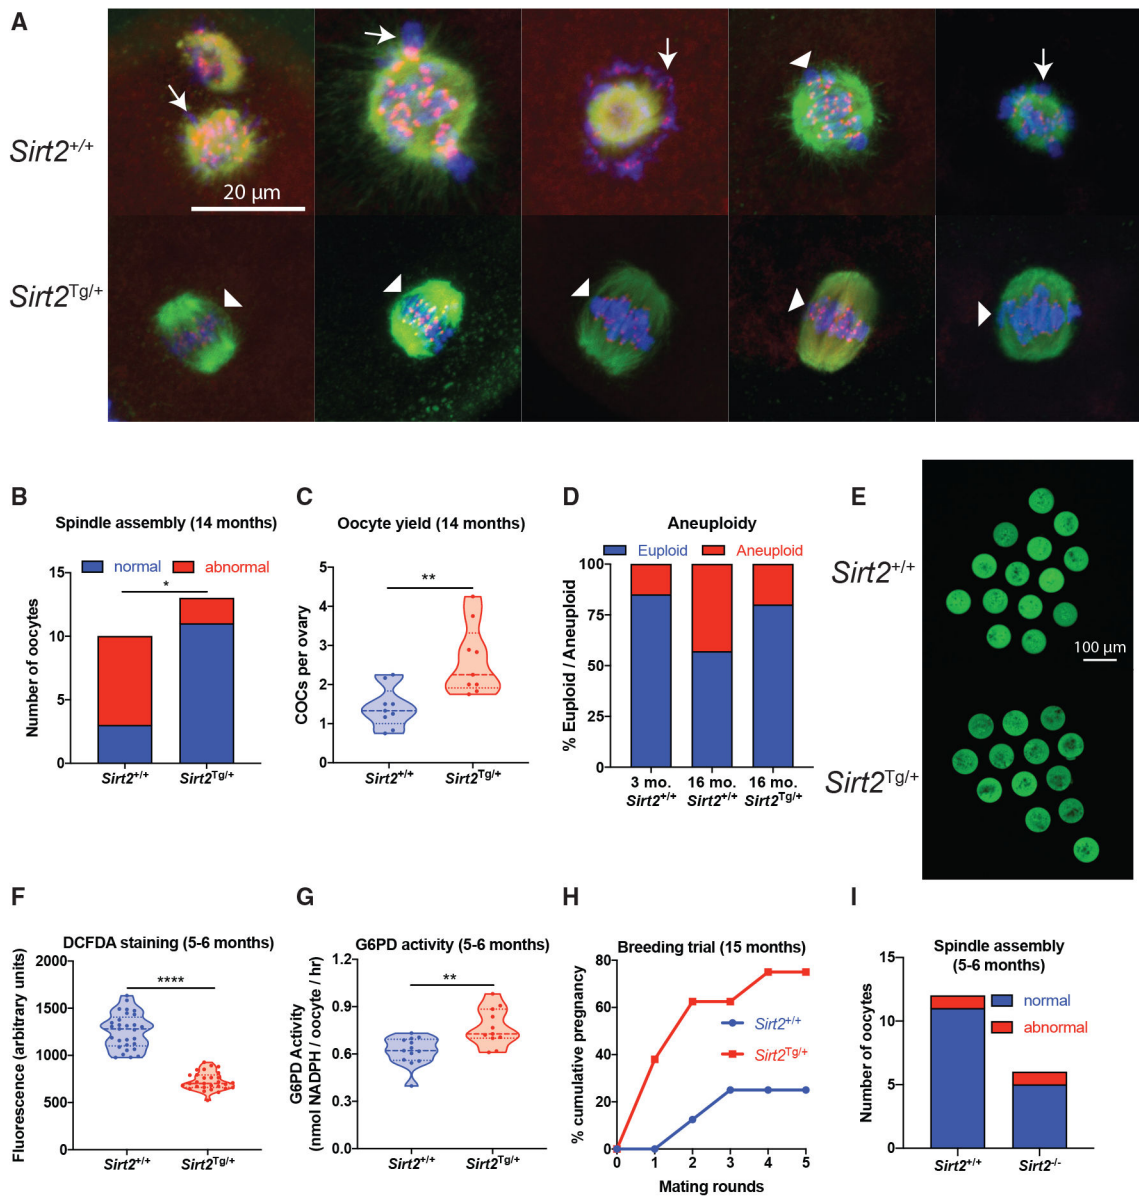 A
Sirt2+/+
20 μm
Sirt2Tg/+
B
Spindle assembly (14 months)
normal
abnormal
*
Number of oocytes
15
10
5
0
Sirt2+/+
Sirt2Tg/+
C
Oocyte yield (14 months)
**
COCs per ovary
5
4
3
2
1
0
Sirt2+/+
Sirt2Tg/+
D
Aneuploidy
Euploid
Aneuploid
% Euploid / Aneuploid
100
75
50
25
0
3 mo. 16 mo. 16 mo.
Sirt2+/+ Sirt2+/+ Sirt2Tg/+
E
Sirt2+/+
100 μm
Sirt2Tg/+
F
DCFDA staining (5-6 months)
****
Fluorescence (arbitrary units)
2000
1500
1000
500
0
Sirt2+/+
Sirt2Tg/+
G
G6PD activity (5-6 months)
**
G6PD Activity
(nmol NADPH / oocyte / hr)
1.2
0.9
0.6
0.3
0.0
Sirt2+/+
Sirt2Tg/+
H
Breeding trial (15 months)
% cumulative pregnancy
80
60
40
20
0
Sirt2+/+
Sirt2Tg/+
0 1 2 3 4 5
Mating rounds
I
Spindle assembly
(5-6 months)
normal
abnormal
Number of oocytes
15
10
5
0
Sirt2+/+
Sirt2-/-